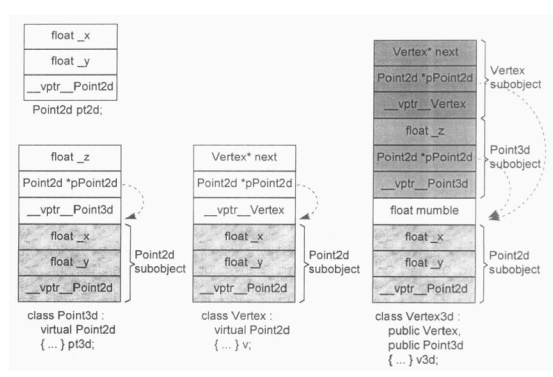 float _x
float _y
__vptr__Point2d
Point2d pt2d;
float _z
Point2d *pPoint2d
__vptr__Point3d
float _x
float _y
__vptr__Point2d
Point2d
subobject
class Point3d :
virtual Point2d
{ ... } pt3d;
Vertex* next
Point2d *pPoint2d
__vptr__Vertex
float _x
float _y
__vptr__Point2d
Point2d
subobject
class Vertex :
virtual Point2d
{ ... } v;
Vertex* next
Point2d *pPoint2d
__vptr__Vertex
Vertex
subobject
float _z
Point2d *pPoint2d
__vptr__Point3d
Point3d
subobject
float mumble
float _x
float _y
__vptr__Point2d
Point2d
subobject
class Vertex3d :
public Vertex,
public Point3d
{ ... } v3d;